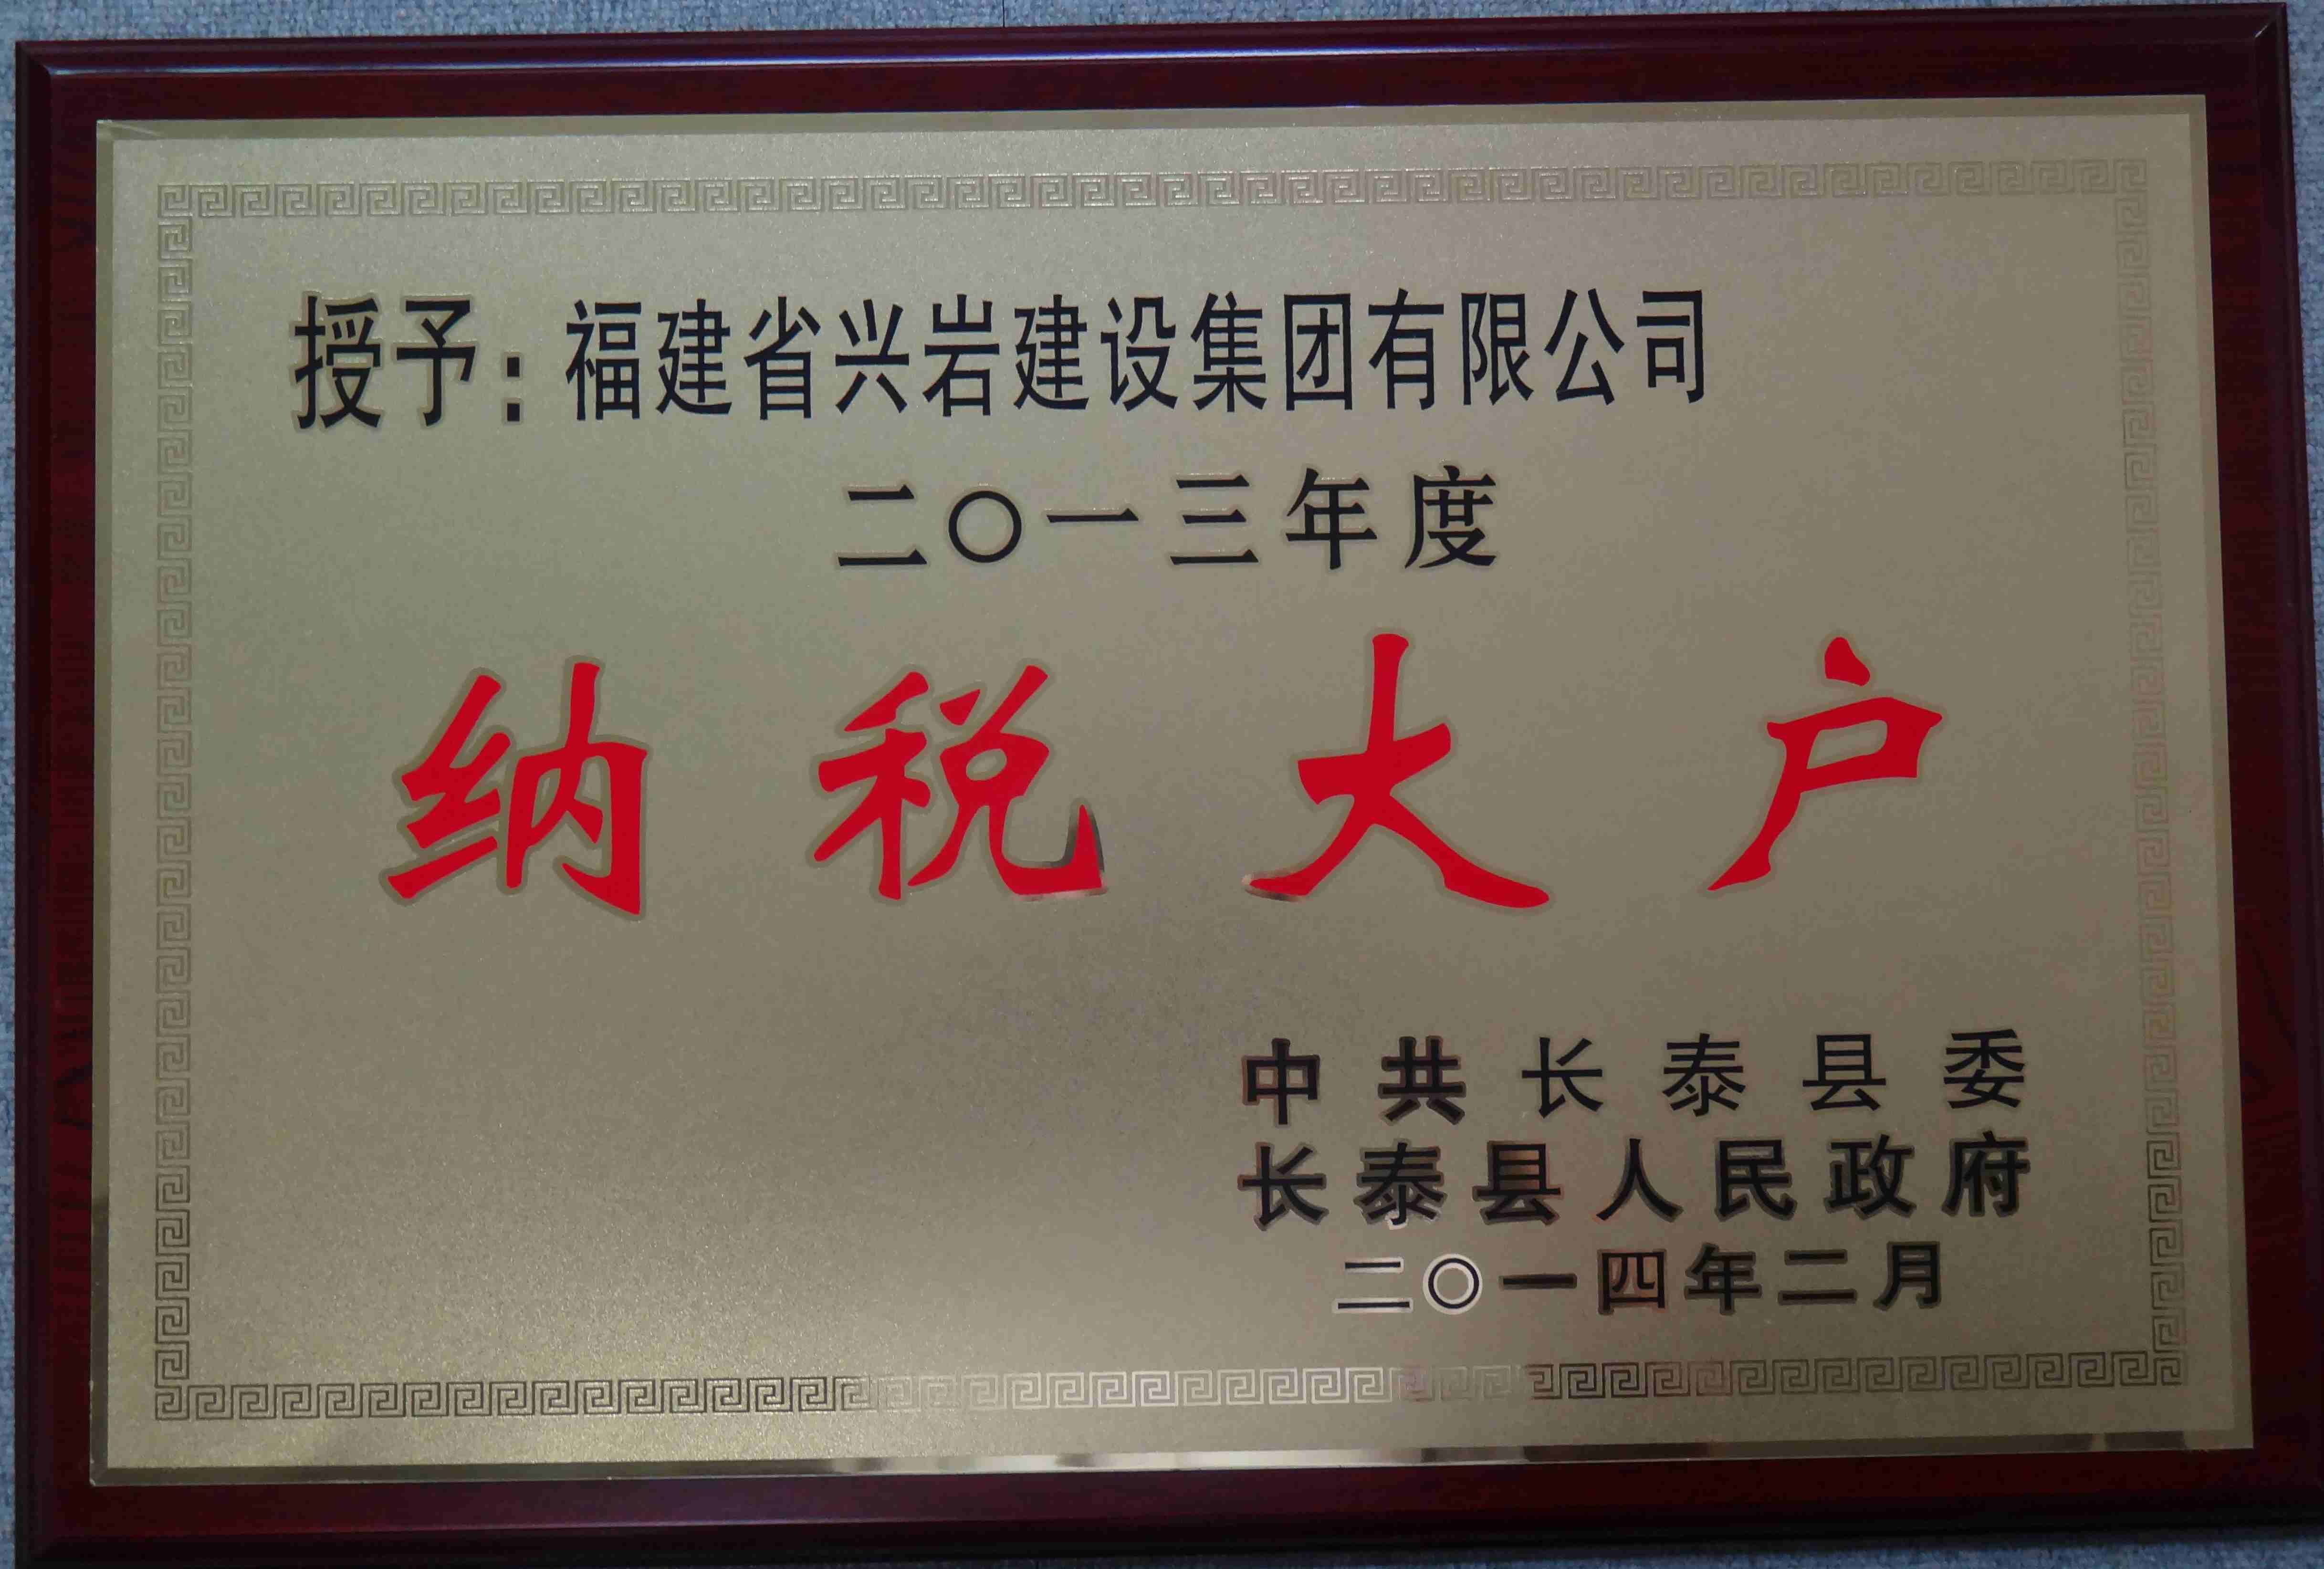 授予：福建省兴岩建设集团有限公司
二〇一三年度
纳税大户
中共长泰县委
长泰县人民政府
二〇一四年二月